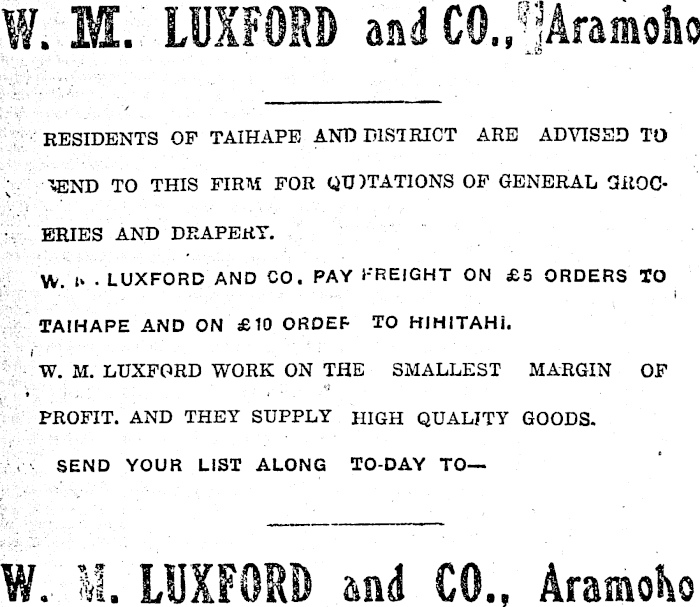 W. M. LUXFORD and CO., Aramoho
RESIDENTS OF TAIHAPE AND DISTRICT ARE ADVISED TO
SEND TO THIS FIRM FOR QUOTATIONS OF GENERAL GROC-
ERIES AND DRAPERY.
W. M. LUXFORD AND CO. PAY FREIGHT ON £5 ORDERS TO
TAIHAPE AND ON £10 ORDER TO HIHITAHI.
W. M. LUXFORD WORK ON THE SMALLEST MARGIN OF
PROFIT. AND THEY SUPPLY HIGH QUALITY GOODS.
SEND YOUR LIST ALONG TO-DAY TO—
W. M. LUXFORD and CO., Aramoho